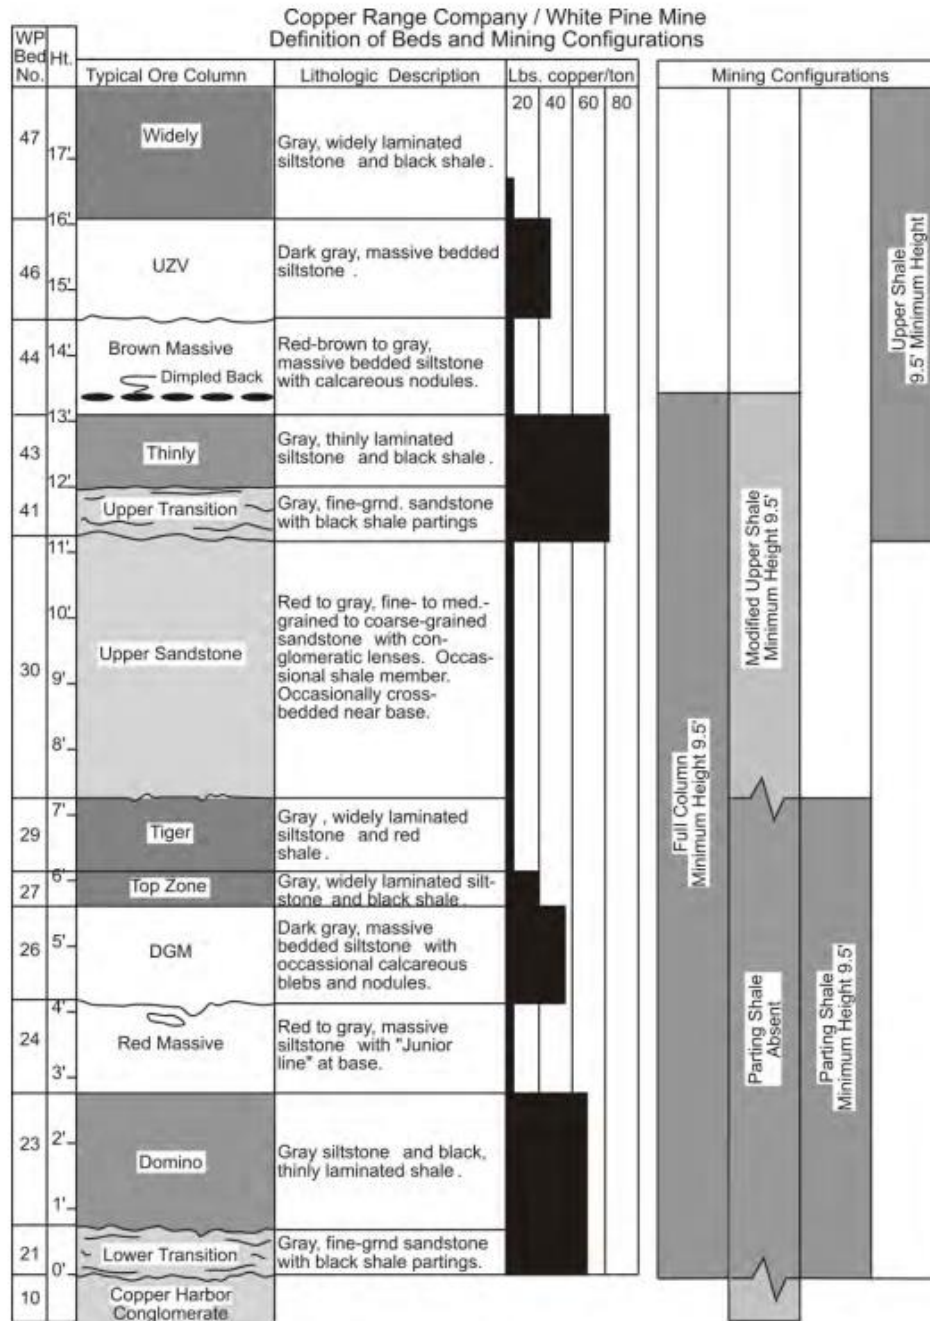 Copper Range Company / White Pine Mine
Definition of Beds and Mining Configurations
WP
Bed
No.
Ht.
Typical Ore Column
Lithologic Description
Lbs. copper/ton
20 40 60 80
Mining Configurations
47
17'
Widely
Gray, widely laminated
siltstone and black shale.
16'
46
15'
UZV
Dark gray, massive bedded
siltstone .
44
14'
Brown Massive
Dimpled Back
Red-brown to gray,
massive bedded siltstone
with calcareous nodules.
13'
43
12'
Thinly
Gray, thinly laminated
siltstone and black shale.
41
Upper Transition
Gray, fine-grnd. sandstone
with black shale partings
11'
10'
30
9'
8'
Upper Sandstone
Red to gray, fine- to med.-
grained to coarse-grained
sandstone with con-
glomeratic lenses. Occas-
sional shale member.
Occasionally cross-
bedded near base.
7'
29
Tiger
Gray , widely laminated
siltstone and red
shale.
6'
27
Top Zone
Gray, widely laminated silt-
stone and black shale.
26
5'
DGM
Dark gray, massive
bedded siltstone with
occassional calcareous
blebs and nodules.
4'
24
3'
Red Massive
Red to gray, massive
siltstone with "Junior
line" at base.
23
2'
1'
Domino
Gray siltstone and black,
thinly laminated shale.
21
0'
Lower Transition
Gray, fine-grnd sandstone
with black shale partings.
10
Copper Harbor
Conglomerate
Full Column
Minimum Height 9.5'
Modified Upper Shale
Minimum Height 9.5'
Parting Shale
Absent
Parting Shale
Minimum Height 9.5'
Upper Shale
9.5' Minimum Height